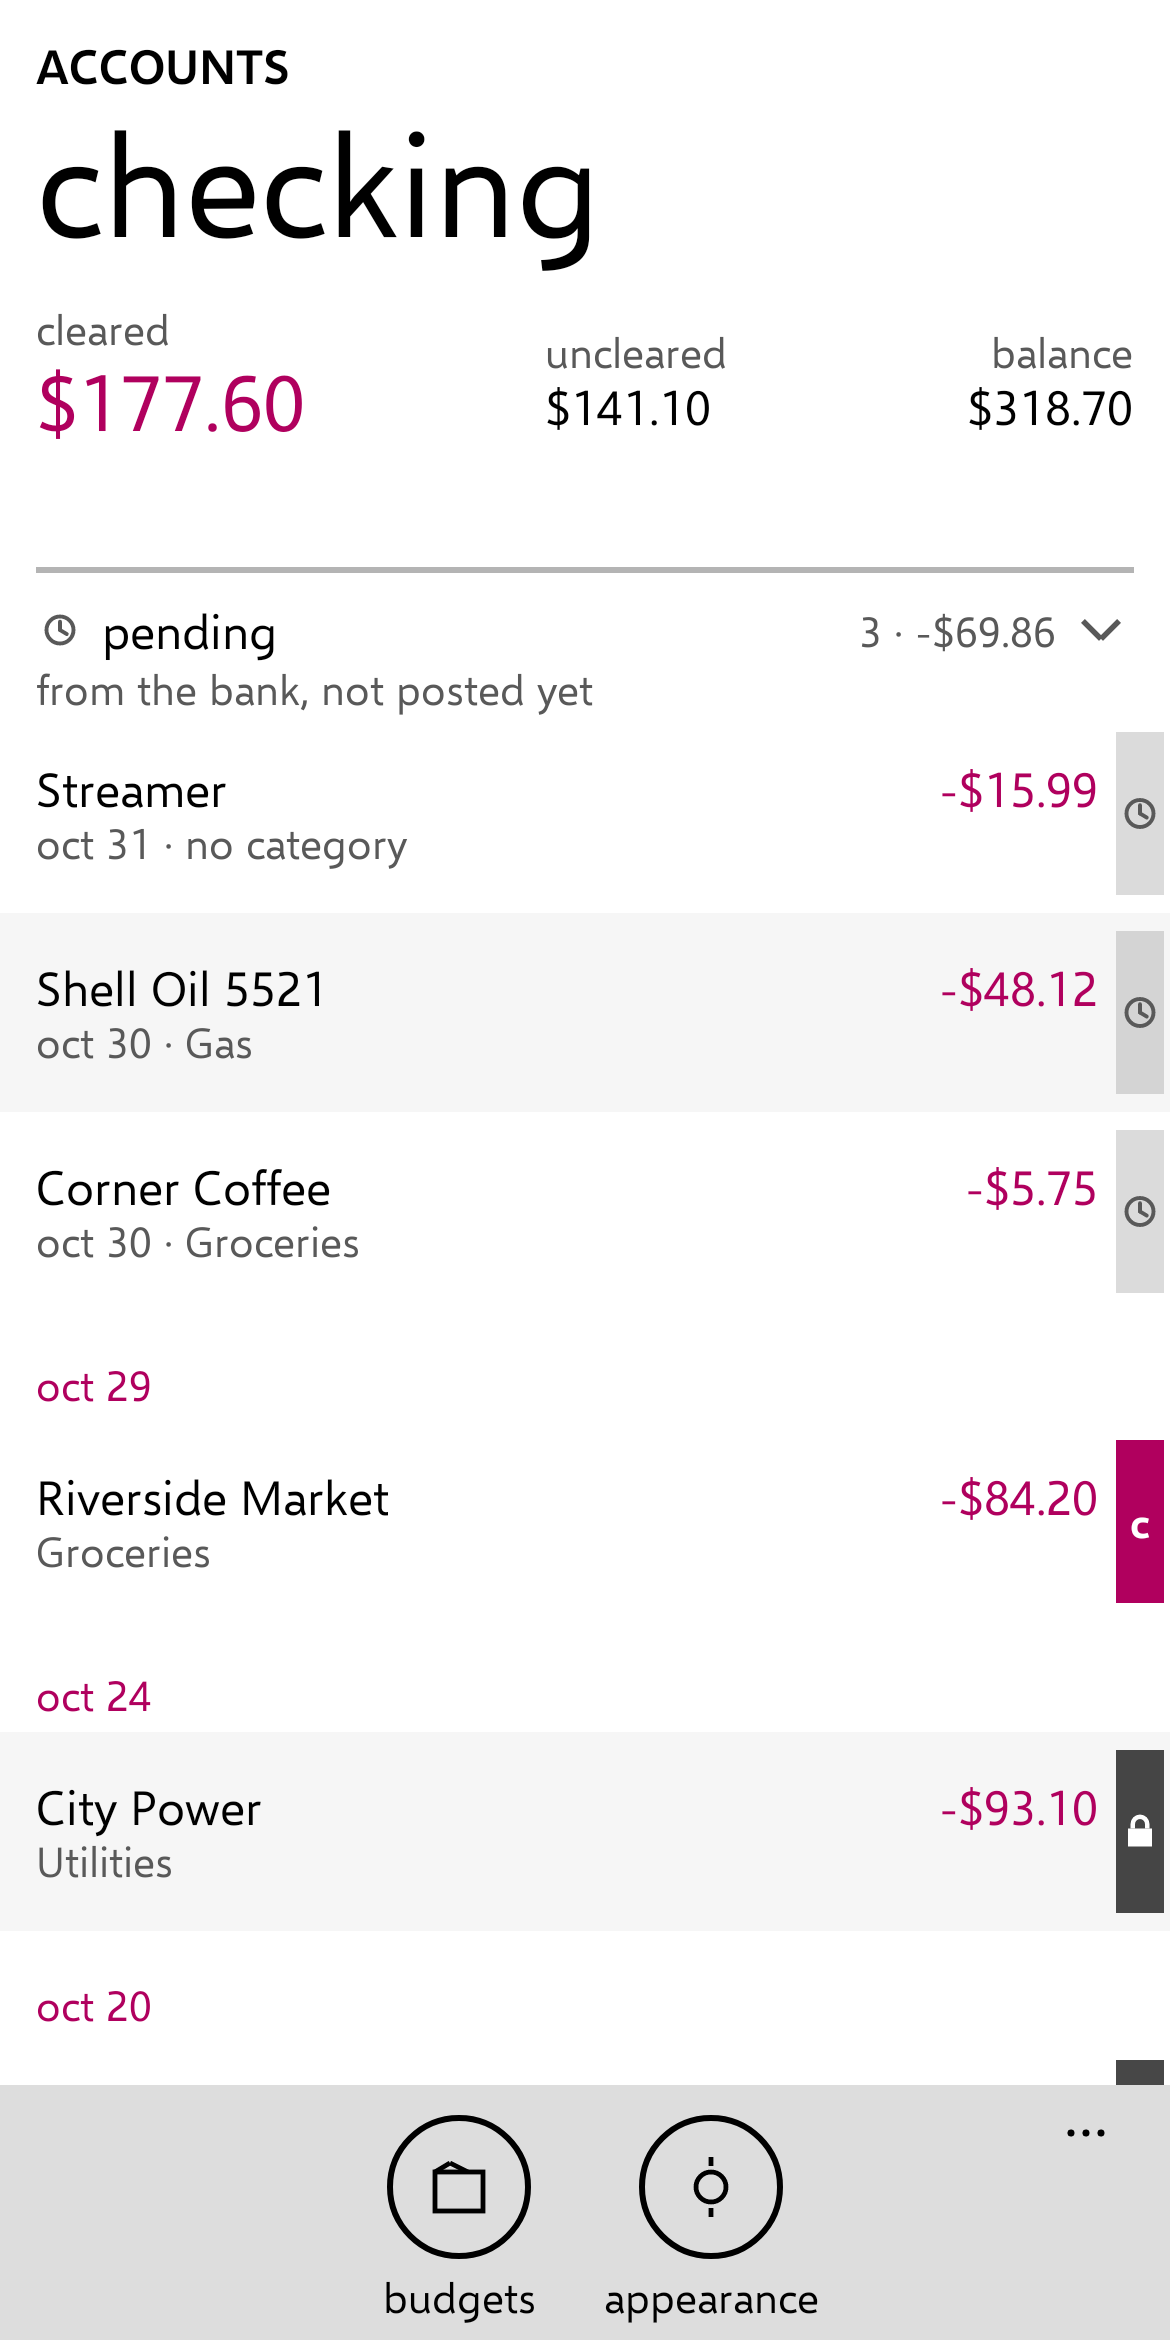 ACCOUNTS
checking
cleared
$177.60
uncleared
$141.10
balance
$318.70
pending
3 · -$69.86
from the bank, not posted yet
Streamer
-$15.99
oct 31 · no category
Shell Oil 5521
-$48.12
oct 30 · Gas
Corner Coffee
-$5.75
oct 30 · Groceries
oct 29
Riverside Market
-$84.20
Groceries
c
oct 24
City Power
-$93.10
Utilities
oct 20
...
budgets
appearance